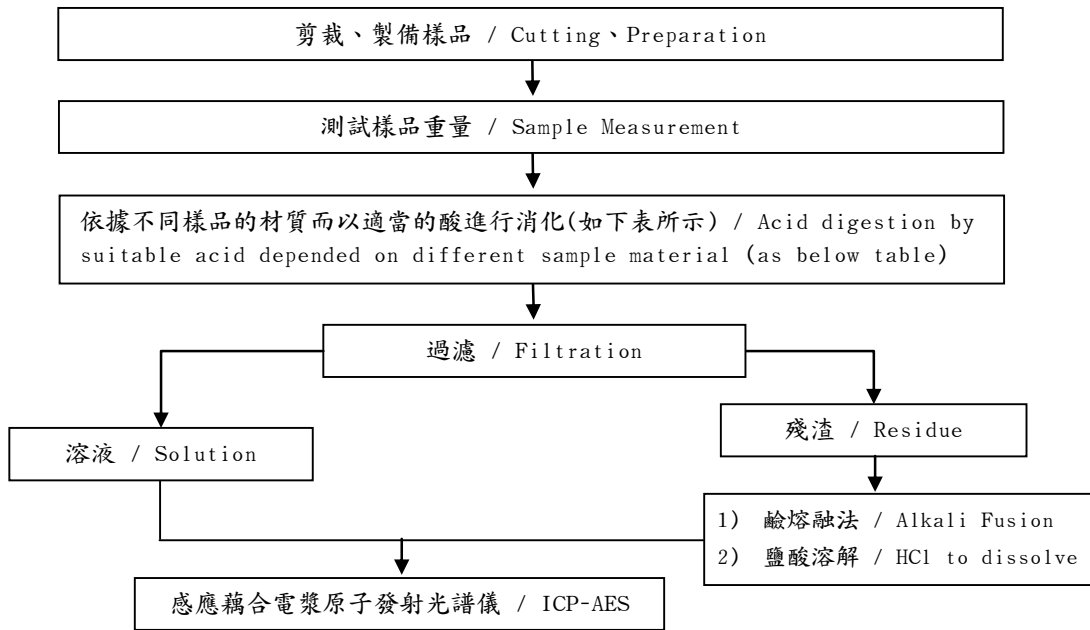 剪裁、製備樣品 / Cutting、Preparation
測試樣品重量 / Sample Measurement
依據不同樣品的材質而以適當的酸進行消化(如下表所示) / Acid digestion by
suitable acid depended on different sample material (as below table)
過濾 / Filtration
溶液 / Solution
殘渣 / Residue
1) 鹼熔融法 / Alkali Fusion
2) 鹽酸溶解 / HCl to dissolve
感應藕合電漿原子發射光譜儀 / ICP-AES